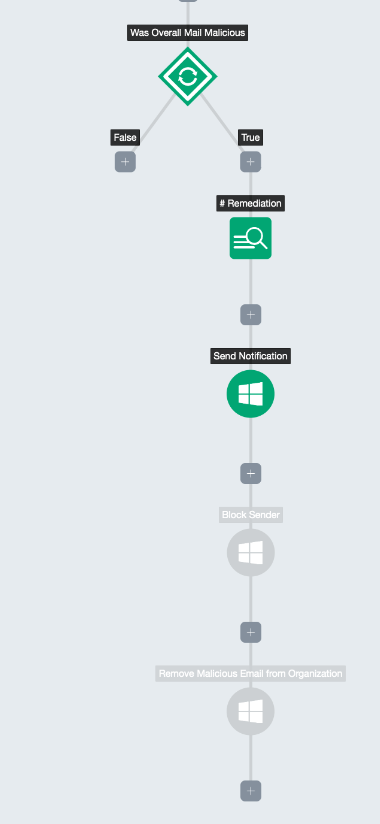 Was Overall Mail Malicious
False
True
# Remediation
Send Notification
Block Sender
Remove Malicious Email from Organization